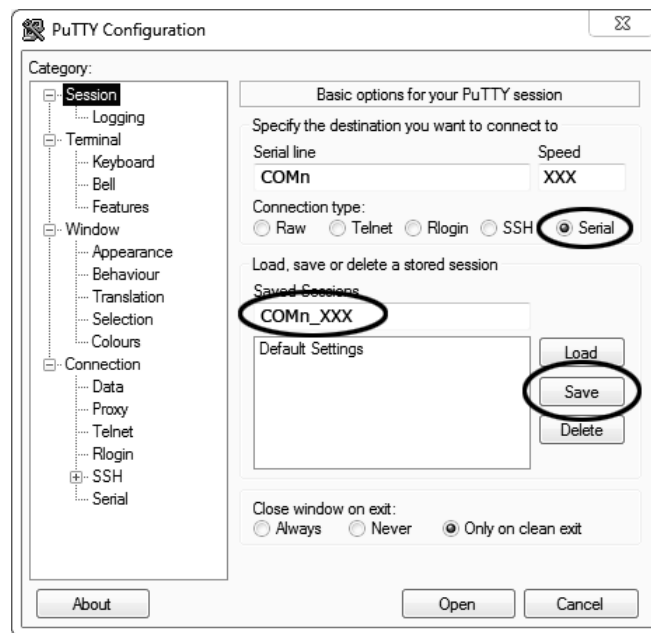 PuTTY Configuration
Category:
Session
Logging
Terminal
Keyboard
Bell
Features
Window
Appearance
Behaviour
Translation
Selection
Colours
Connection
Data
Proxy
Telnet
Rlogin
SSH
Serial
Basic options for your PuTTY session
Specify the destination you want to connect to
Serial line Speed
COMn XXX
Connection type:
Raw Telnet Rlogin SSH Serial
Load, save or delete a stored session
Saved Sessions
COMn_XXX
Default Settings
Load
Save
Delete
Close window on exit:
Always Never Only on clean exit
About Open Cancel